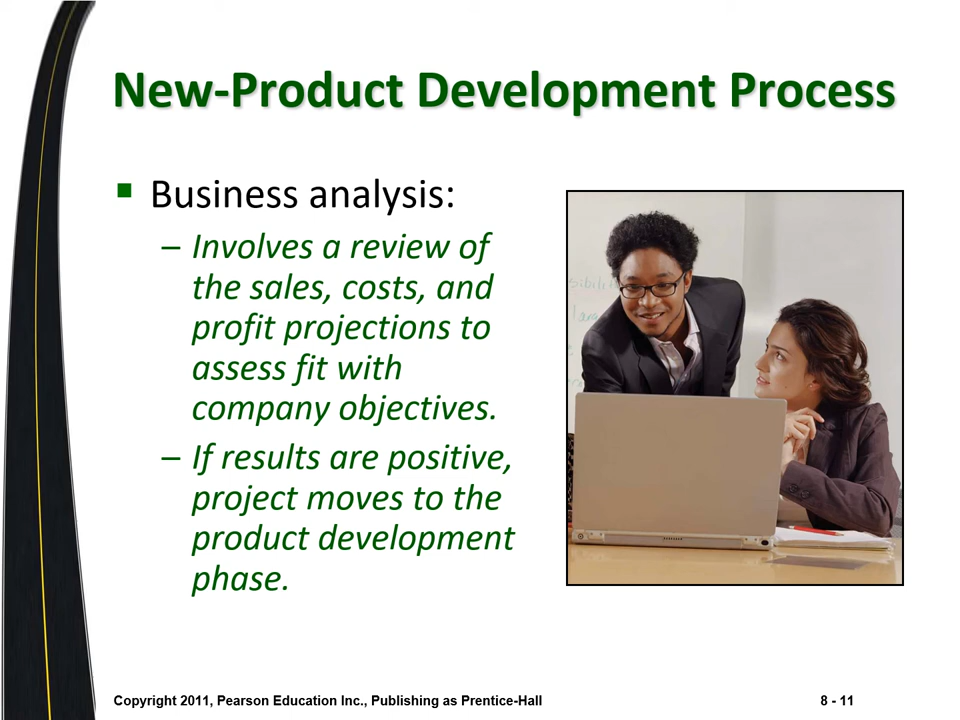 New-Product Development Process
▪ Business analysis:
– Involves a review of
the sales, costs, and
profit projections to
assess fit with
company objectives.
– If results are positive,
project moves to the
product development
phase.
Copyright 2011, Pearson Education Inc., Publishing as Prentice-Hall 8 - 11